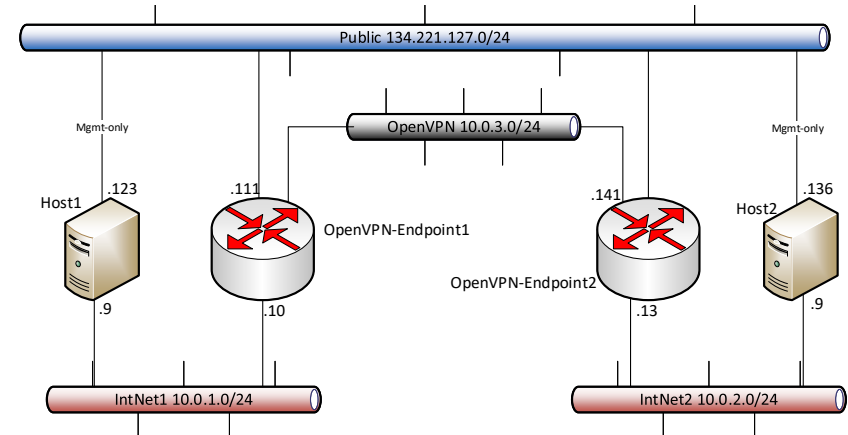 Public 134.221.127.0/24
OpenVPN 10.0.3.0/24
Mgmt-only
Mgmt-only
Host1
.123
.111
.141
Host2
.136
OpenVPN-Endpoint1
OpenVPN-Endpoint2
.9
.10
.13
.9
IntNet1 10.0.1.0/24
IntNet2 10.0.2.0/24